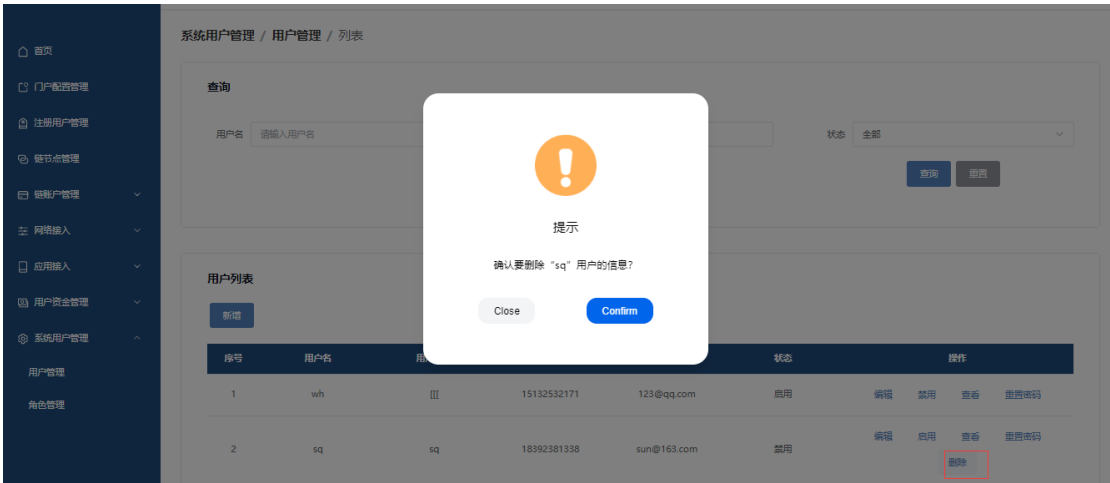 首页
门户配置管理
注册用户管理
链节点管理
链账户管理
网络接入
应用接入
用户资金管理
系统用户管理
用户管理
角色管理
系统用户管理 / 用户管理 / 列表
查询
用户名 请输入用户名 状态 全部
查询 重置
提示
确认要删除“sq”用户的信息?
Close Confirm
用户列表
新增
序号 用户名 状态 操作
1 wh [[[ 15132532171 123@qq.com 启用 编辑 禁用 查看 重置密码
2 sq sq 18392381338 sun@163.com 禁用 编辑 启用 查看 重置密码
删除